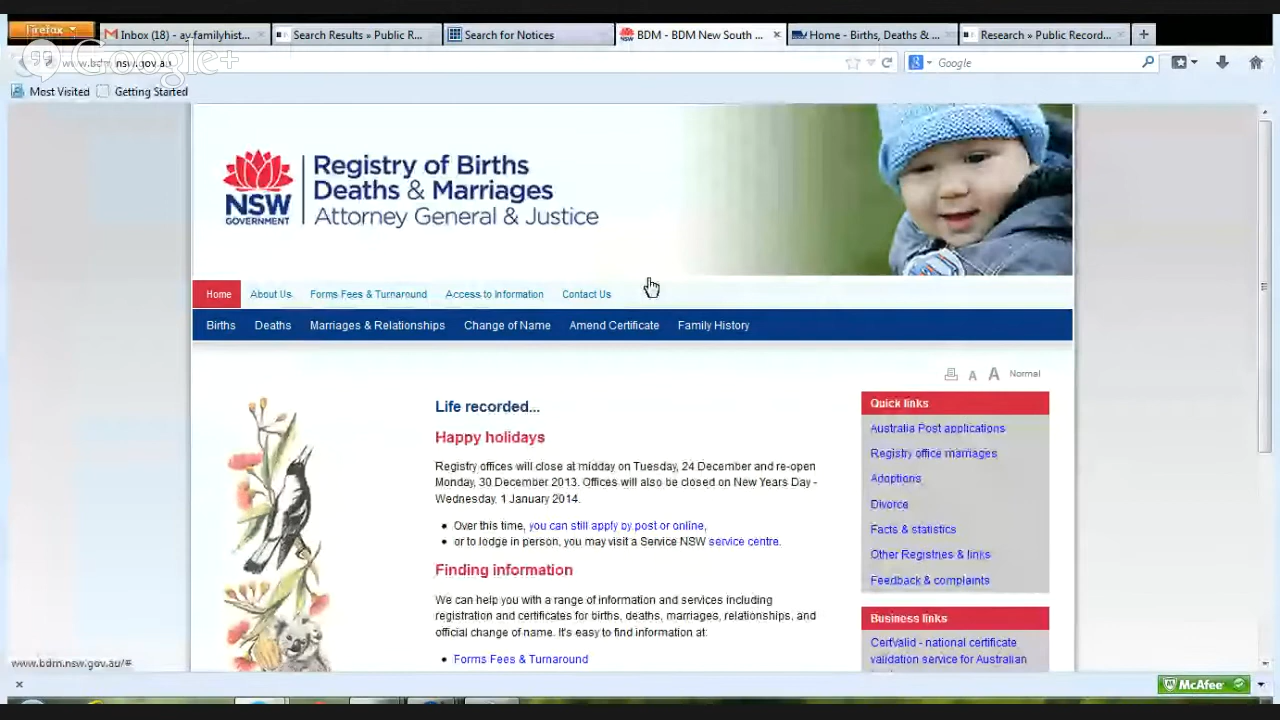 Firefox
Inbox (18) - ay-familyhist...
Search Results » Public R...
Search for Notices
BDM - BDM New South ...
Home - Births, Deaths & ...
Research » Public Record...
Google+
www.bdm.nsw.gov.au
Google
Most Visited
Getting Started
NSW
GOVERNMENT
Registry of Births
Deaths & Marriages
Attorney General & Justice
Home
About Us
Forms Fees & Turnaround
Access to Information
Contact Us
Births
Deaths
Marriages & Relationships
Change of Name
Amend Certificate
Family History
A
A
Normal
Life recorded...
Happy holidays
Registry offices will close at midday on Tuesday, 24 December and re-open
Monday, 30 December 2013. Offices will also be closed on New Years Day -
Wednesday, 1 January 2014.
Over this time, you can still apply by post or online,
or to lodge in person, you may visit a Service NSW service centre.
Finding information
We can help you with a range of information and services including
registration and certificates for births, deaths, marriages, relationships, and
official change of name. It's easy to find information at:
Forms Fees & Turnaround
Quick links
Australia Post applications
Registry office marriages
Adoptions
Divorce
Facts & statistics
Other Registries & links
Feedback & complaints
Business links
CertValid - national certificate
validation service for Australian
www.bdm.nsw.gov.au/#
McAfee